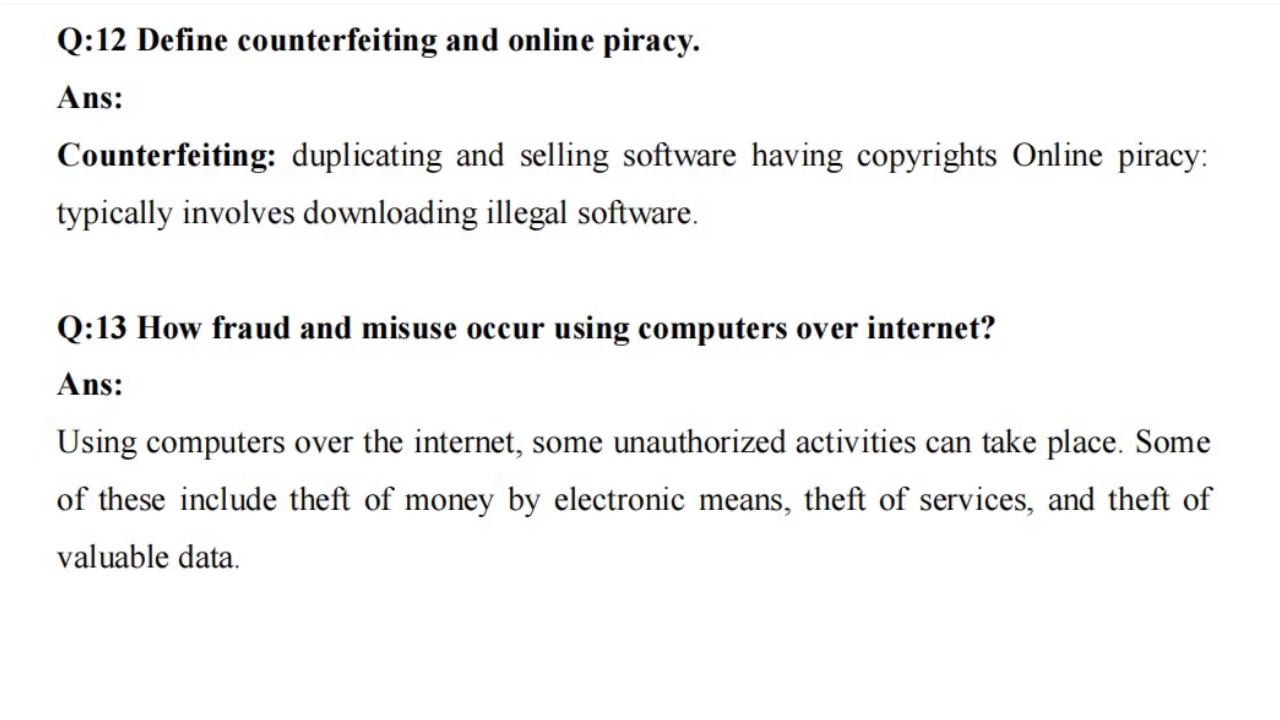 Q:12 Define counterfeiting and online piracy.
Ans:
Counterfeiting: duplicating and selling software having copyrights Online piracy:
typically involves downloading illegal software.
Q:13 How fraud and misuse occur using computers over internet?
Ans:
Using computers over the internet, some unauthorized activities can take place. Some
of these include theft of money by electronic means, theft of services, and theft of
valuable data.